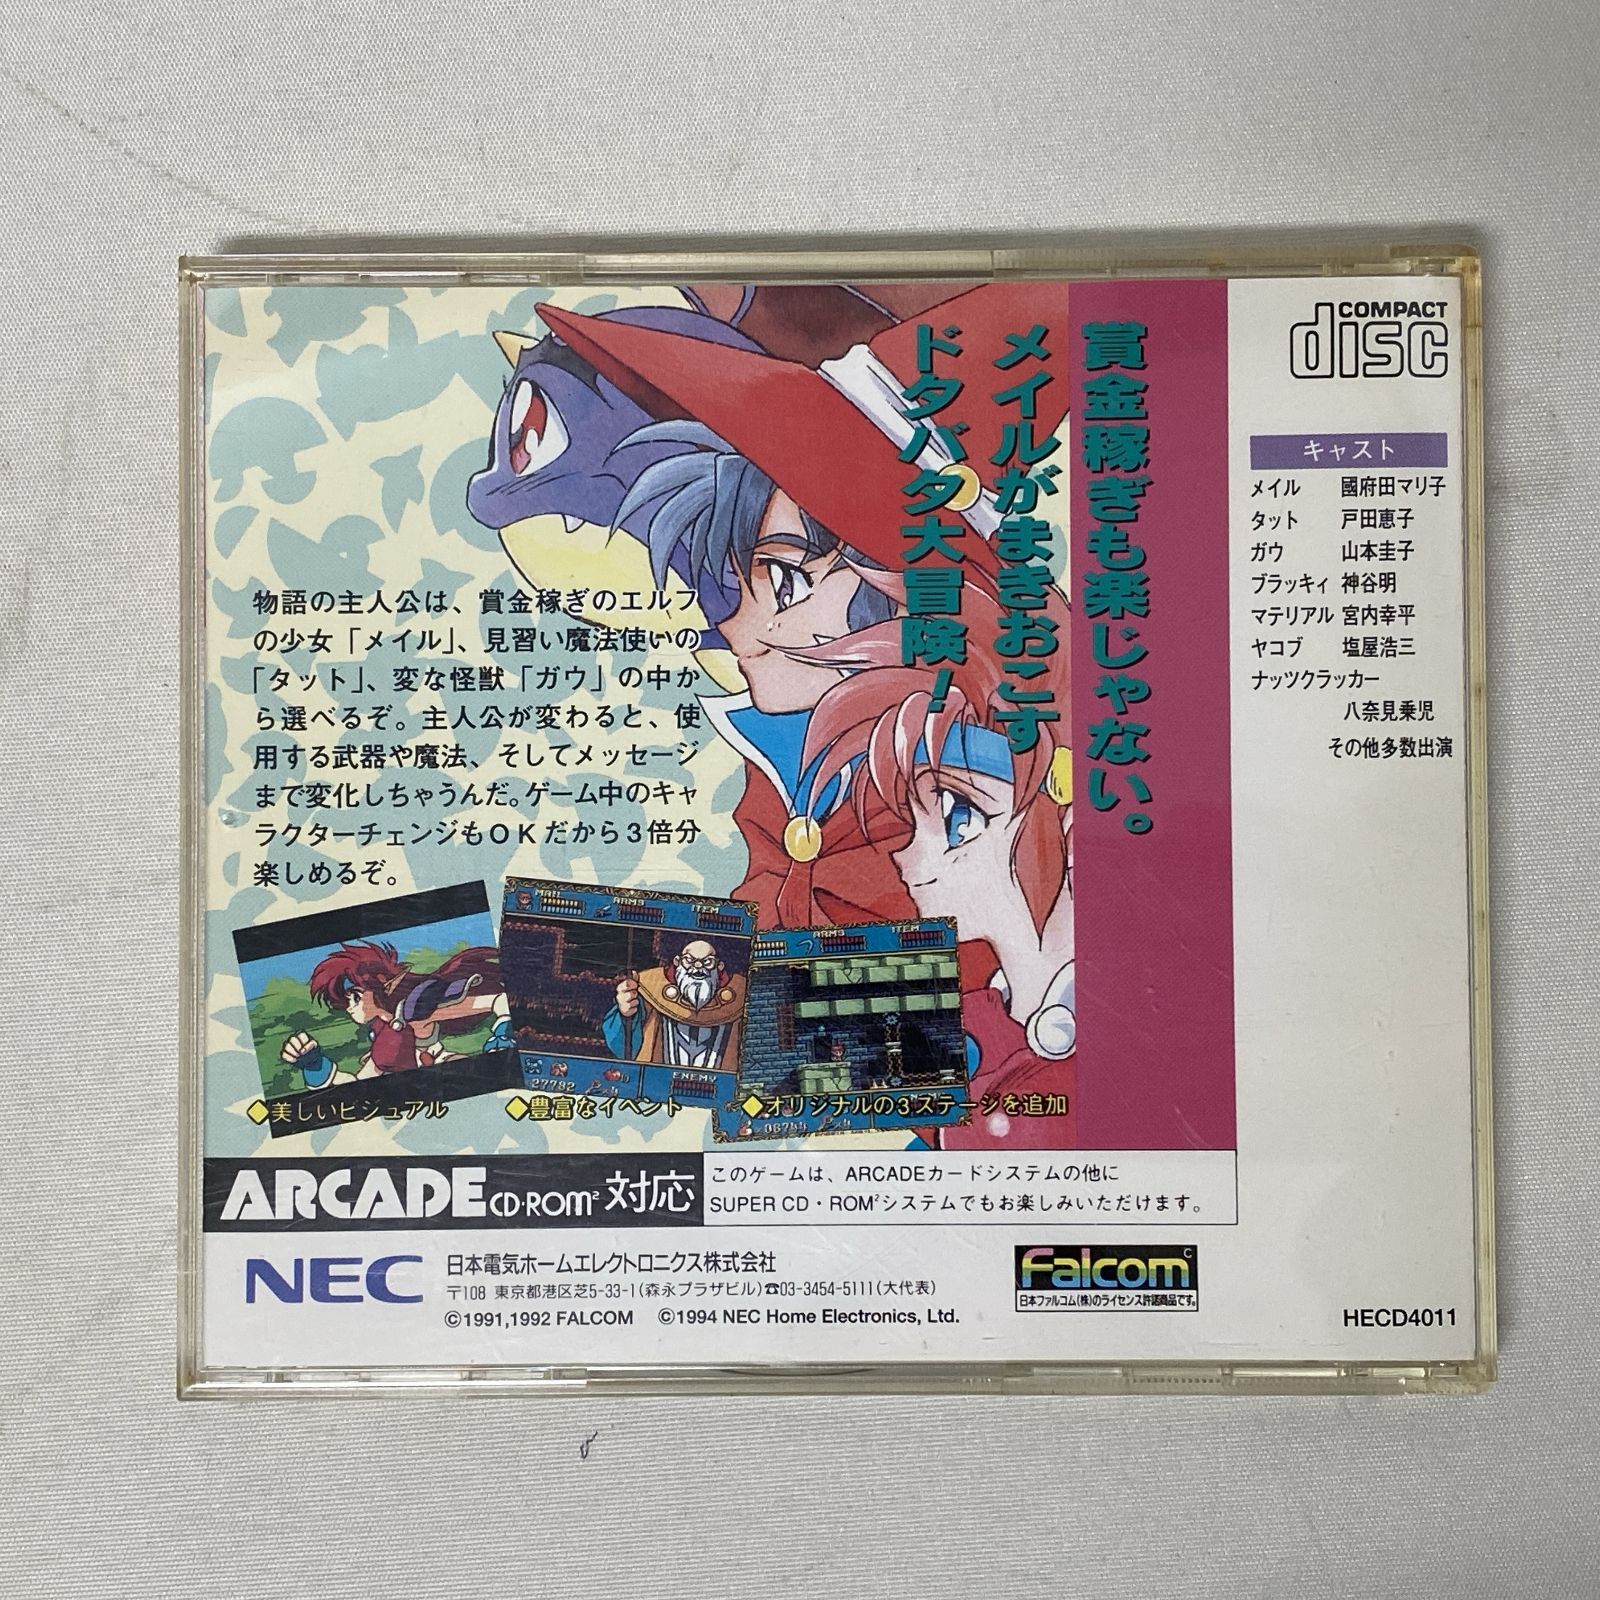 賞金稼ぎも楽じゃない。
メイルがまきおこす
ドタバタ大冒険！
COMPACT
disc
キャスト
メイル 國府田マリ子
タット 戸田恵子
ガウ 山本圭子
ブラッキィ 神谷明
マテリアル 宮内幸平
ヤコブ 塩屋浩三
ナッツクラッカー
八奈見乗児
その他多数出演
物語の主人公は、賞金稼ぎのエルフ
の少女「メイル」、見習い魔法使いの
「タット」、変な怪獣「ガウ」の中か
ら選べるぞ。主人公が変わると、使
用する武器や魔法、そしてメッセージ
まで変化しちゃうんだ。ゲーム中のキャ
ラクターチェンジもOKだから3倍分
楽しめるぞ。
ARMS ITEM
27782
ENEMY
ARMS ITEM
06744
◆美しいビジュアル
◆豊富なイベント
◆オリジナルの3ステージを追加
ARCADE CD・ROM² 対応
このゲームは、ARCADEカードシステムの他に
SUPER CD・ROM²システムでもお楽しみいただけます。
NEC
日本電気ホームエレクトロニクス株式会社
〒108 東京都港区芝5-33-1(森永プラザビル)☎03-3454-5111(大代表)
©1991,1992 FALCOM ©1994 NEC Home Electronics, Ltd.
Falcom C
日本ファルコム(株)のライセンス許諾商品です。
HECD4011